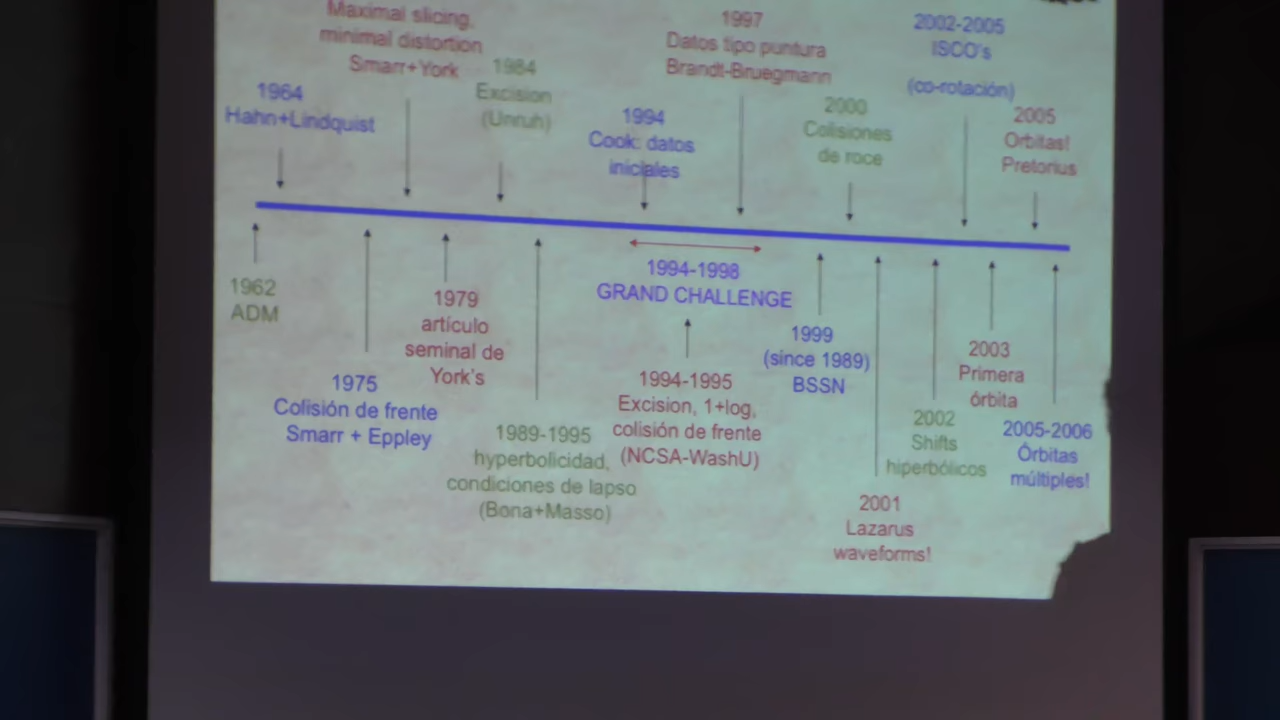 Maximal slicing,
minimal distortion
Smarr+York
1964
Hahn+Lindquist
1984
Excision
(Unruh)
1994
Cook: datos
iniciales
1997
Datos tipo puntura
Brandt-Bruegmann
2000
Colisiones
de roce
2002-2005
ISCO's
(co-rotación)
2005
Orbitas!
Pretorius
1962
ADM
1975
Colisión de frente
Smarr + Eppley
1979
artículo
seminal de
York's
1989-1995
hyperbolicidad,
condiciones de lapso
(Bona+Masso)
1994-1998
GRAND CHALLENGE
1994-1995
Excision, 1+log,
colisión de frente
(NCSA-WashU)
1999
(since 1989)
BSSN
2001
Lazarus
waveforms!
2002
Shifts
hiperbólicos
2003
Primera
órbita
2005-2006
Órbitas
múltiples!